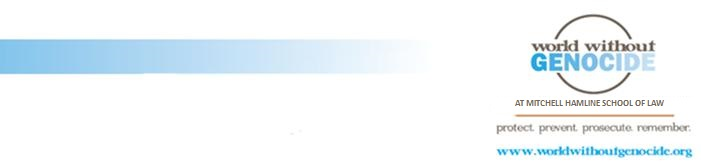 world without
GENOCIDE
AT MITCHELL HAMLINE SCHOOL OF LAW
protect. prevent. prosecute. remember.
www.worldwithoutgenocide.org